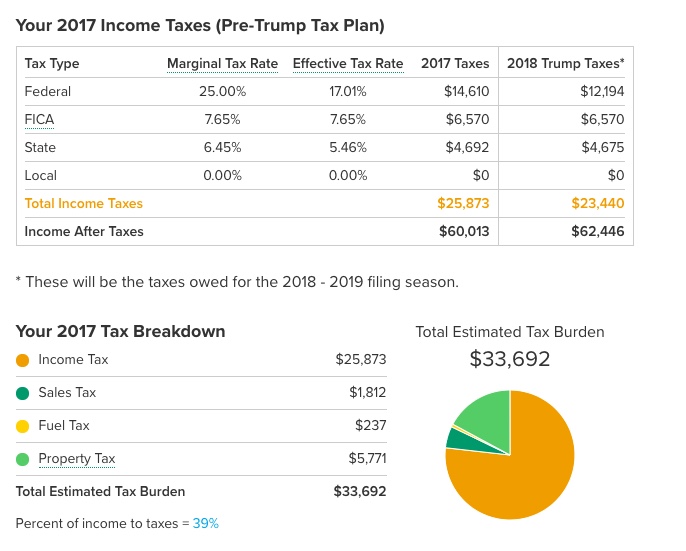 Your 2017 Income Taxes (Pre-Trump Tax Plan)
Tax Type Marginal Tax Rate Effective Tax Rate 2017 Taxes 2018 Trump Taxes*
Federal 25.00% 17.01% $14,610 $12,194
FICA 7.65% 7.65% $6,570 $6,570
State 6.45% 5.46% $4,692 $4,675
Local 0.00% 0.00% $0 $0
Total Income Taxes $25,873 $23,440
Income After Taxes $60,013 $62,446
* These will be the taxes owed for the 2018 - 2019 filing season.
Your 2017 Tax Breakdown
Income Tax $25,873
Sales Tax $1,812
Fuel Tax $237
Property Tax $5,771
Total Estimated Tax Burden $33,692
Percent of income to taxes = 39%
Total Estimated Tax Burden
$33,692